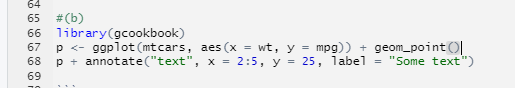 64
65 #(b)
66 library(gcookbook)
67 p <- ggplot(mtcars, aes(x = wt, y = mpg)) + geom_point()
68 p + annotate("text", x = 2:5, y = 25, label = "Some text")
69